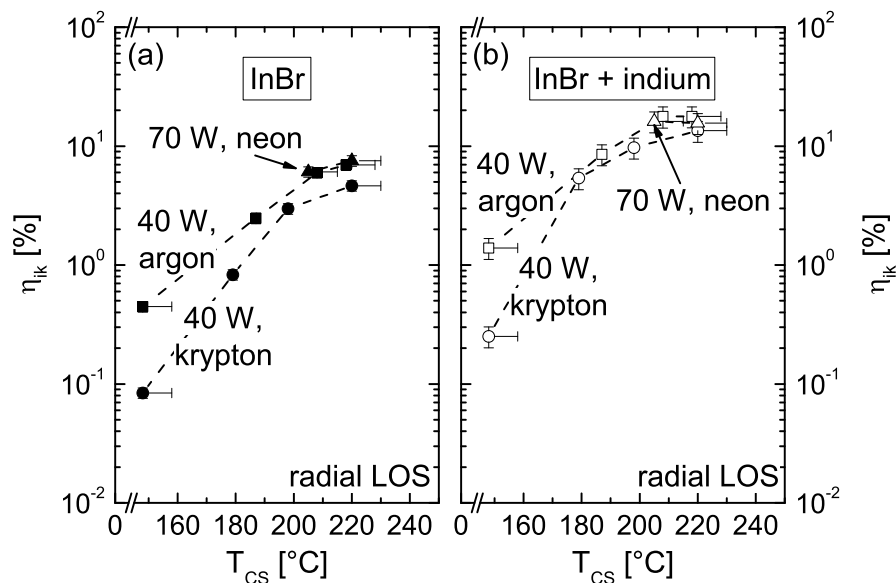 10^2
10^1
10^0
10^-1
10^-2
η_ik [%]
(a)
InBr
70 W, neon
40 W,
argon
40 W,
krypton
radial LOS
0 160 180 200 220 240
T_CS [°C]
(b)
InBr + indium
40 W,
argon
70 W, neon
40 W,
krypton
radial LOS
0 160 180 200 220 240
T_CS [°C]
10^2
10^1
10^0
10^-1
10^-2
η_ik [%]